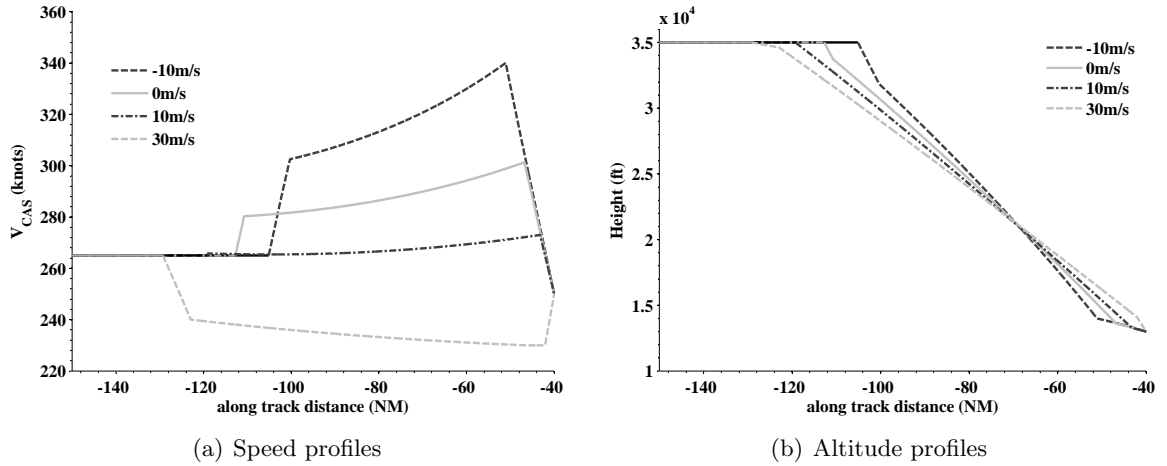 360
340
320
300
280
260
240
220
V_CAS (knots)
-10m/s
0m/s
10m/s
30m/s
-140 -120 -100 -80 -60 -40
along track distance (NM)
(a) Speed profiles
x 10^4
3.5
3
2.5
2
1.5
1
Height (ft)
-10m/s
0m/s
10m/s
30m/s
-140 -120 -100 -80 -60 -40
along track distance (NM)
(b) Altitude profiles